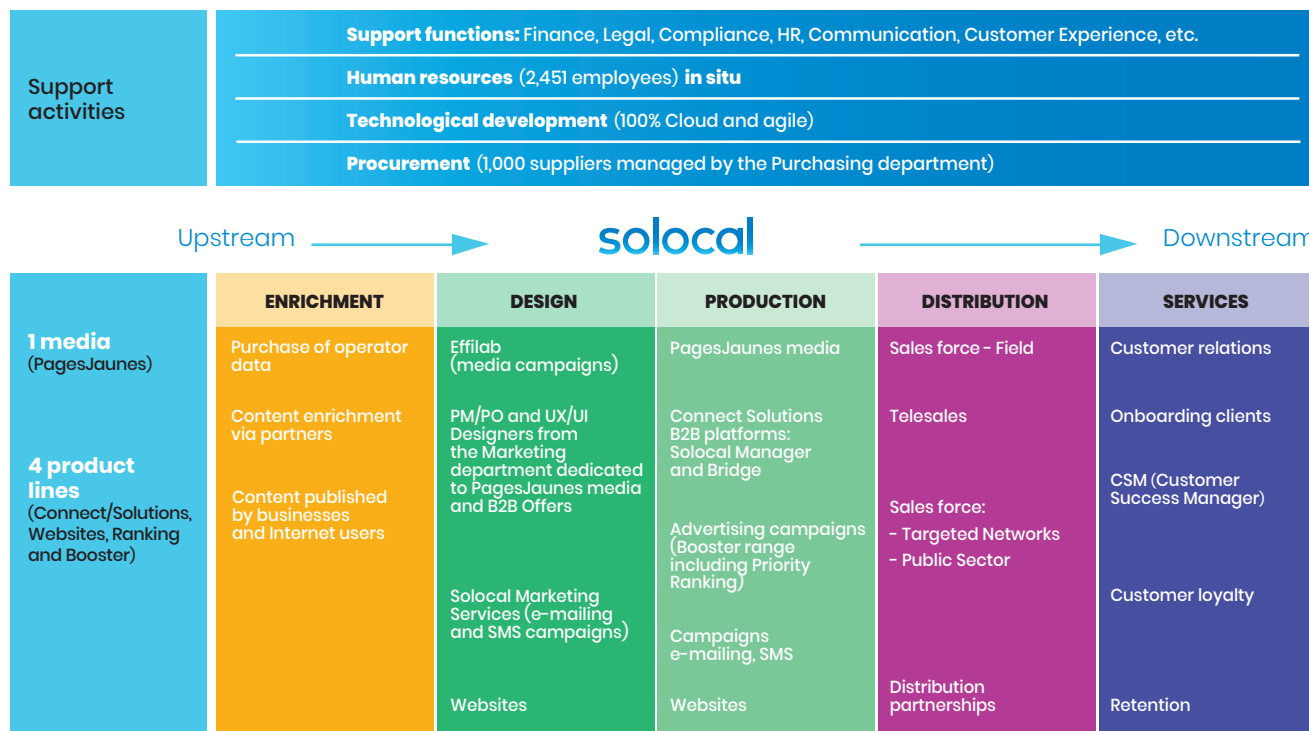 Support
activities
Support functions: Finance, Legal, Compliance, HR, Communication, Customer Experience, etc.
Human resources (2,451 employees) in situ
Technological development (100% Cloud and agile)
Procurement (1,000 suppliers managed by the Purchasing department)
Upstream
solocal
Downstream
1 media
(PagesJaunes)
4 product
lines
(Connect/Solutions,
Websites, Ranking
and Booster)
ENRICHMENT
Purchase of operator
data
Content enrichment
via partners
Content published
by businesses
and Internet users
DESIGN
Effilab
(media campaigns)
PM/PO and UX/UI
Designers from
the Marketing
department dedicated
to PagesJaunes media
and B2B Offers
Solocal Marketing
Services (e-mailing
and SMS campaigns)
Websites
PRODUCTION
PagesJaunes media
Connect Solutions
B2B platforms:
Solocal Manager
and Bridge
Advertising campaigns
(Booster range
including Priority
Ranking)
Campaigns
e-mailing, SMS
Websites
DISTRIBUTION
Sales force - Field
Telesales
Sales force:
- Targeted Networks
- Public Sector
Distribution
partnerships
SERVICES
Customer relations
Onboarding clients
CSM (Customer
Success Manager)
Customer loyalty
Retention